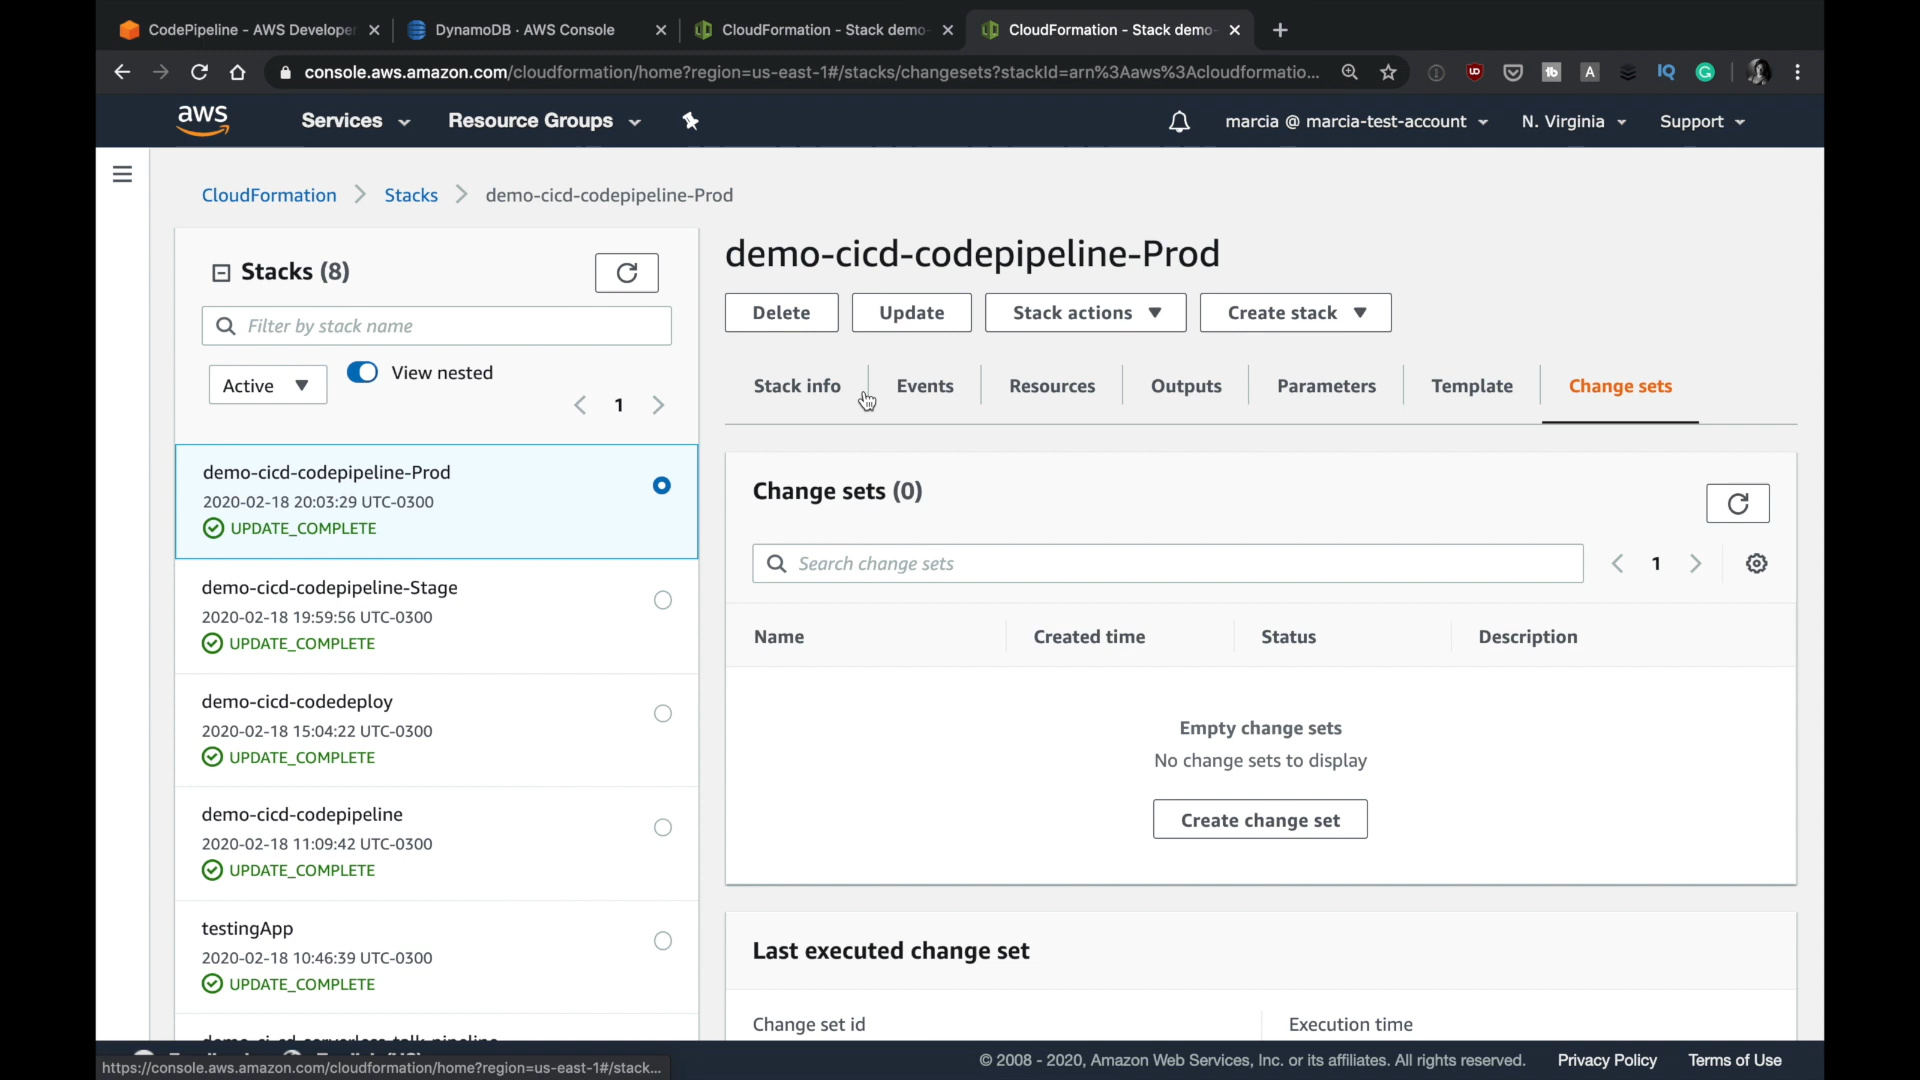 CodePipeline - AWS Developer
DynamoDB · AWS Console
CloudFormation - Stack demo-
CloudFormation - Stack demo-
console.aws.amazon.com/cloudformation/home?region=us-east-1#/stacks/changesets?stackId=arn%3Aaws%3Acloudformatio...
aws
Services
Resource Groups
marcia @ marcia-test-account
N. Virginia
Support
CloudFormation > Stacks > demo-cicd-codepipeline-Prod
Stacks (8)
Filter by stack name
Active
View nested
1
demo-cicd-codepipeline-Prod
2020-02-18 20:03:29 UTC-0300
UPDATE_COMPLETE
demo-cicd-codepipeline-Stage
2020-02-18 19:59:56 UTC-0300
UPDATE_COMPLETE
demo-cicd-codedeploy
2020-02-18 15:04:22 UTC-0300
UPDATE_COMPLETE
demo-cicd-codepipeline
2020-02-18 11:09:42 UTC-0300
UPDATE_COMPLETE
testingApp
2020-02-18 10:46:39 UTC-0300
UPDATE_COMPLETE
demo-cicd-codepipeline-Prod
Delete
Update
Stack actions
Create stack
Stack info
Events
Resources
Outputs
Parameters
Template
Change sets
Change sets (0)
Search change sets
1
Name
Created time
Status
Description
Empty change sets
No change sets to display
Create change set
Last executed change set
Change set id
Execution time
https://console.aws.amazon.com/cloudformation/home?region=us-east-1#/stack...
© 2008 - 2020, Amazon Web Services, Inc. or its affiliates. All rights reserved.
Privacy Policy
Terms of Use